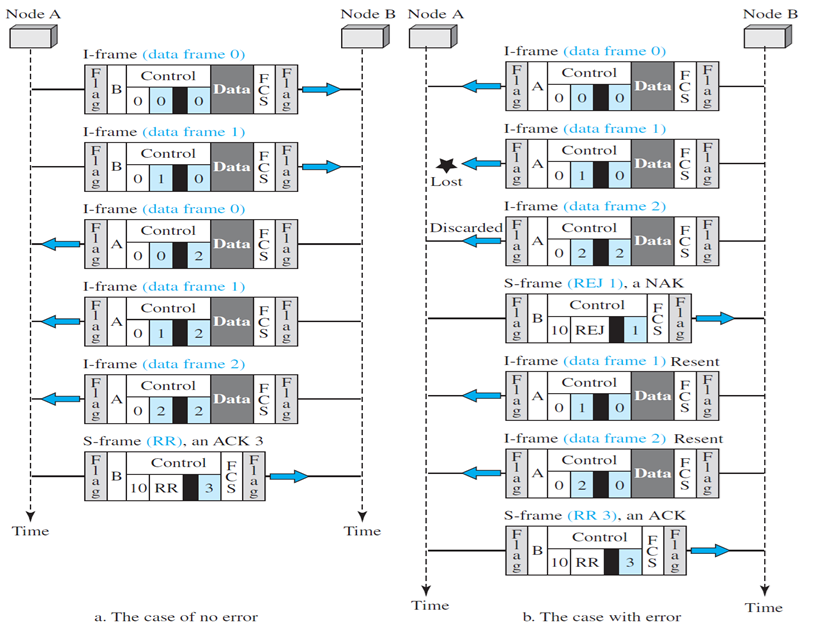 Node A
Node B
I-frame (data frame 0)
Flag B Control 0 0 0 Data FCS Flag
I-frame (data frame 1)
Flag B Control 0 1 0 Data FCS Flag
I-frame (data frame 0)
Flag A Control 0 0 2 Data FCS Flag
I-frame (data frame 1)
Flag A Control 0 1 2 Data FCS Flag
I-frame (data frame 2)
Flag A Control 0 2 2 Data FCS Flag
S-frame (RR), an ACK 3
Flag B Control 10 RR 3 FCS Flag
Time
Time
a. The case of no error
Node A
Node B
I-frame (data frame 0)
Flag A Control 0 0 0 Data FCS Flag
I-frame (data frame 1)
Lost
Flag A Control 0 1 0 Data FCS Flag
I-frame (data frame 2)
Discarded
Flag A Control 0 2 2 Data FCS Flag
S-frame (REJ 1), a NAK
Flag B Control 10 REJ 1 FCS Flag
I-frame (data frame 1) Resent
Flag A Control 0 1 0 Data FCS Flag
I-frame (data frame 2) Resent
Flag A Control 0 2 0 Data FCS Flag
S-frame (RR 3), an ACK
Flag B Control 10 RR 3 FCS Flag
Time
Time
b. The case with error